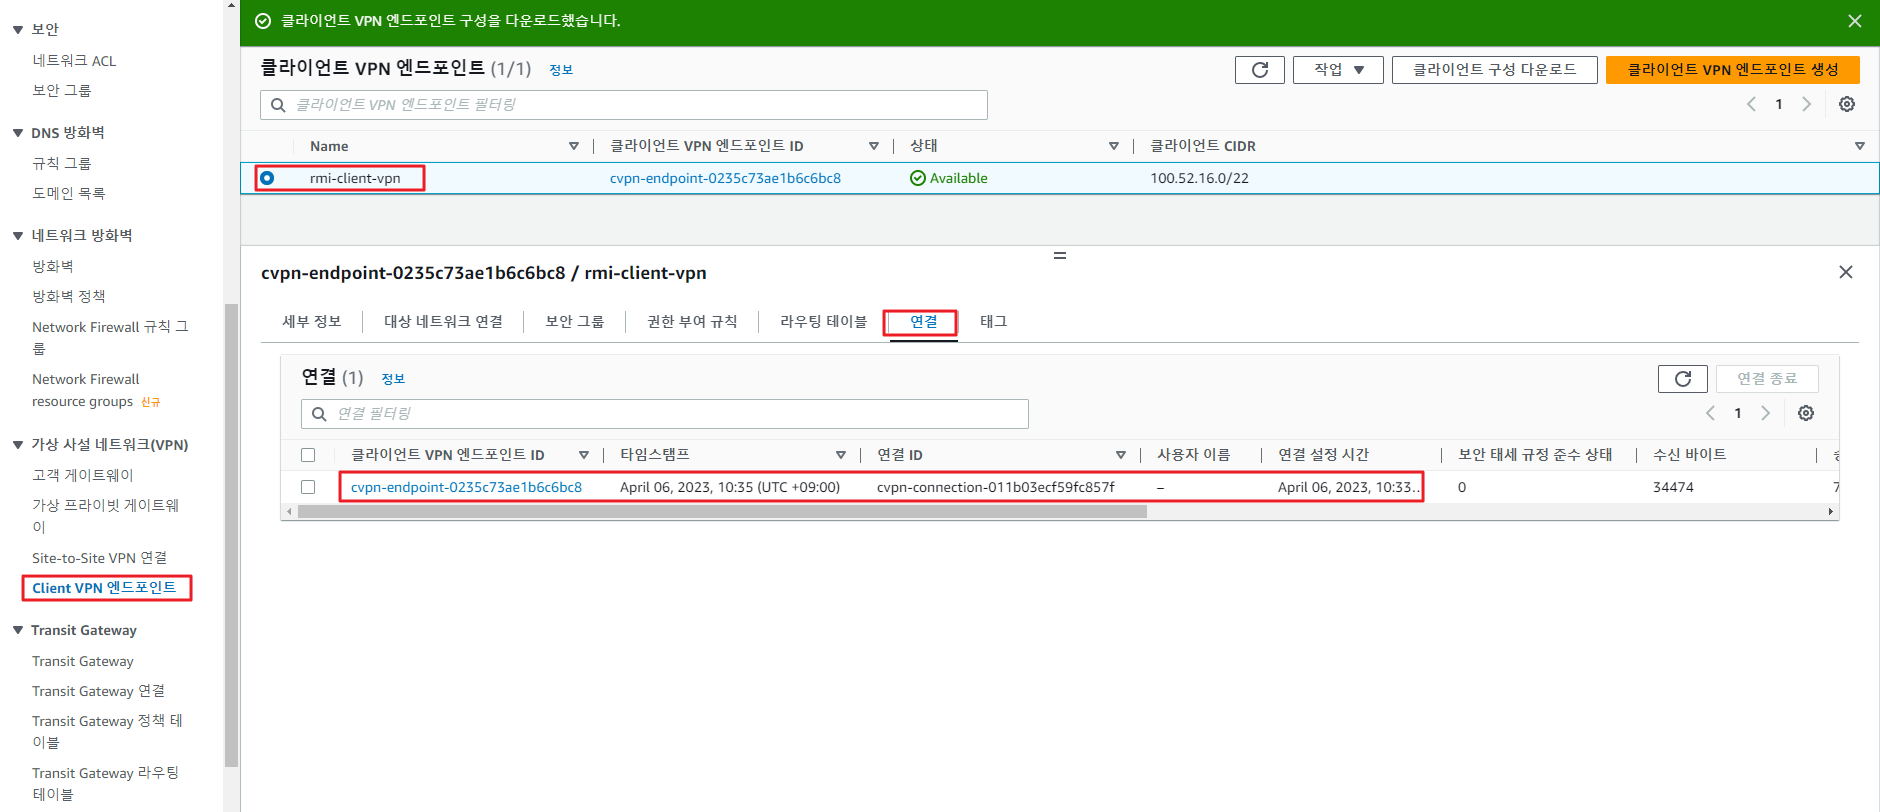 보안
네트워크 ACL
보안 그룹
DNS 방화벽
규칙 그룹
도메인 목록
네트워크 방화벽
방화벽
방화벽 정책
Network Firewall 규칙 그
룹
Network Firewall
resource groups 신규
가상 사설 네트워크(VPN)
고객 게이트웨이
가상 프라이빗 게이트웨
이
Site-to-Site VPN 연결
Client VPN 엔드포인트
Transit Gateway
Transit Gateway
Transit Gateway 연결
Transit Gateway 정책 테
이블
Transit Gateway 라우팅
테이블
클라이언트 VPN 엔드포인트 구성을 다운로드했습니다.
클라이언트 VPN 엔드포인트 (1/1) 정보
작업 클라이언트 구성 다운로드 클라이언트 VPN 엔드포인트 생성
클라이언트 VPN 엔드포인트 필터링
1
Name 클라이언트 VPN 엔드포인트 ID 상태 클라이언트 CIDR
rmi-client-vpn cvpn-endpoint-0235c73ae1b6c6bc8 Available 100.52.16.0/22
cvpn-endpoint-0235c73ae1b6c6bc8 / rmi-client-vpn
세부 정보 대상 네트워크 연결 보안 그룹 권한 부여 규칙 라우팅 테이블 연결 태그
연결 (1) 정보
연결 종료
연결 필터링
1
클라이언트 VPN 엔드포인트 ID 타임스탬프 연결 ID 사용자 이름 연결 설정 시간 보안 태세 규정 준수 상태 수신 바이트
cvpn-endpoint-0235c73ae1b6c6bc8 April 06, 2023, 10:35 (UTC +09:00) cvpn-connection-011b03ecf59fc857f – April 06, 2023, 10:33... 0 34474 7